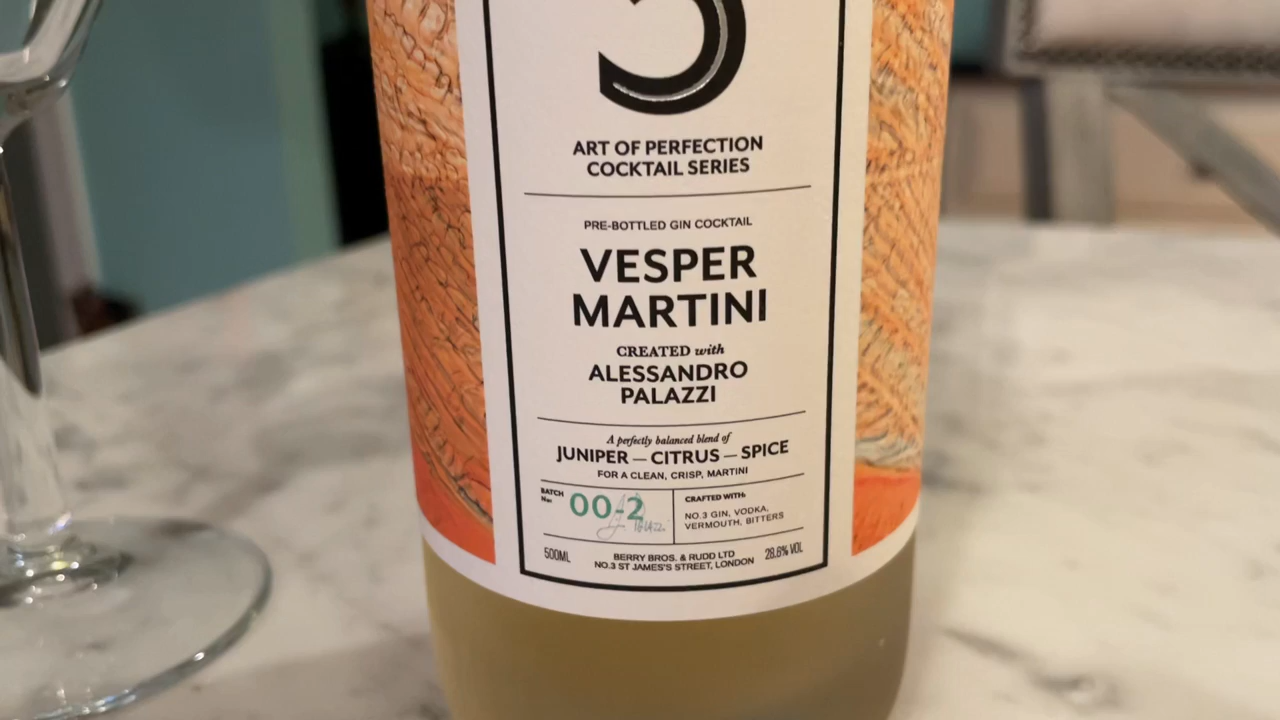 3
ART OF PERFECTION
COCKTAIL SERIES
PRE-BOTTLED GIN COCKTAIL
VESPER
MARTINI
CREATED with
ALESSANDRO
PALAZZI
A perfectly balanced blend of
JUNIPER — CITRUS — SPICE
FOR A CLEAN, CRISP, MARTINI
BATCH
No:
00-2
CRAFTED WITH:
NO.3 GIN, VODKA,
VERMOUTH, BITTERS
500ML
BERRY BROS. & RUDD LTD
NO.3 ST JAMES'S STREET, LONDON
28.6% VOL